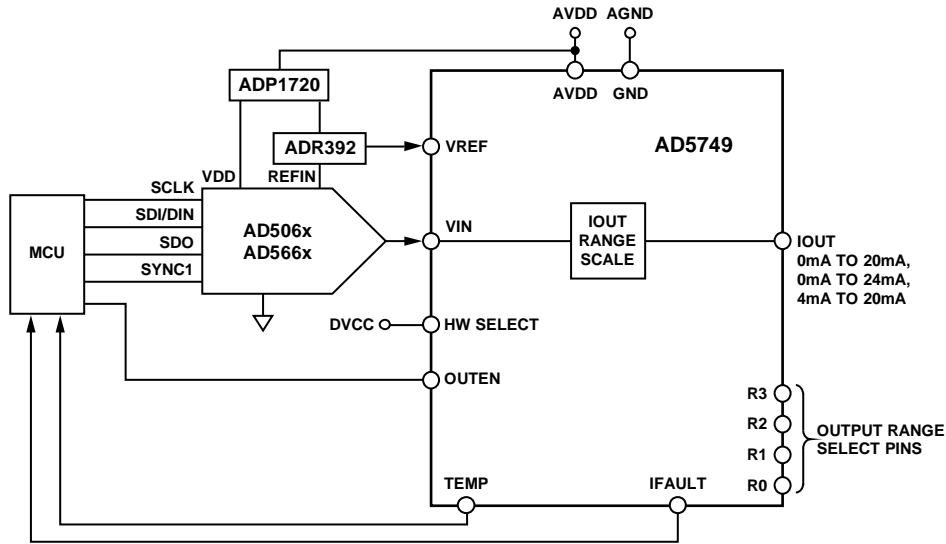 AVDD AGND
ADP1720
AVDD GND
AD5749
ADR392
VREF
VDD REFIN
SCLK
SDI/DIN
SDO
SYNC1
MCU
AD506x
AD566x
VIN
IOUT
RANGE
SCALE
IOUT
0mA TO 20mA,
0mA TO 24mA,
4mA TO 20mA
DVCC
HW SELECT
OUTEN
R3
R2
R1
R0
OUTPUT RANGE
SELECT PINS
TEMP
IFAULT